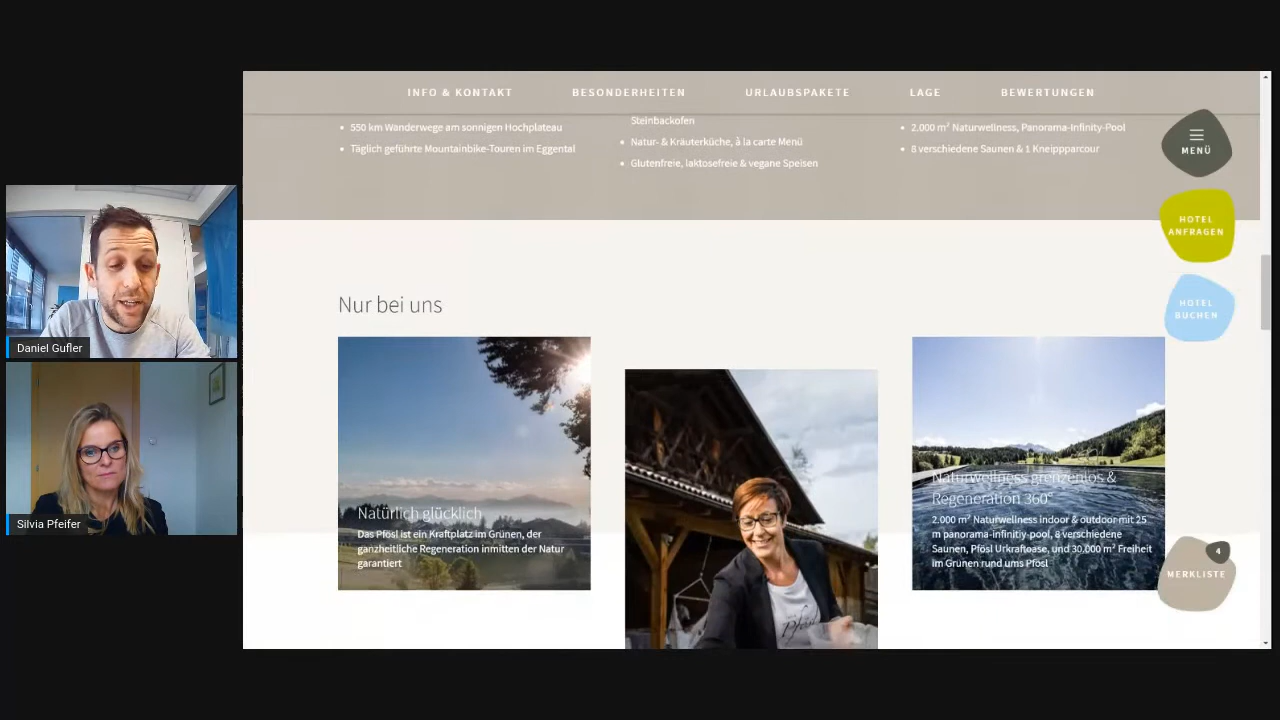 INFO & KONTAKT
BESONDERHEITEN
URLAUBSPAKETE
LAGE
BEWERTUNGEN
550 km Wanderwege am sonnigen Hochplateau
Täglich geführte Mountainbike-Touren im Eggental
Steinbackofen
Natur- & Kräuterküche, à la carte Menü
Glutenfreie, laktosefreie & vegane Speisen
2.000 m² Naturwellness, Panorama-Infinity-Pool
8 verschiedene Saunen & 1 Kneippparcour
MENÜ
HOTEL
ANFRAGEN
HOTEL
BUCHEN
Nur bei uns
Natürlich glücklich
Das Pfösl ist ein Kraftplatz im Grünen, der
ganzheitliche Regeneration inmitten der Natur
garantiert
Pfösl
Naturwellness grenzenlos &
Regeneration 360°
2.000 m² Naturwellness indoor & outdoor mit 25
m panorama-infinitiy-pool, 8 verschiedene
Saunen, Pfösl Urkraftoase, und 30.000 m² Freiheit
im Grünen rund ums Pfösl
4
MERKLISTE
Daniel Gufler
Silvia Pfeifer